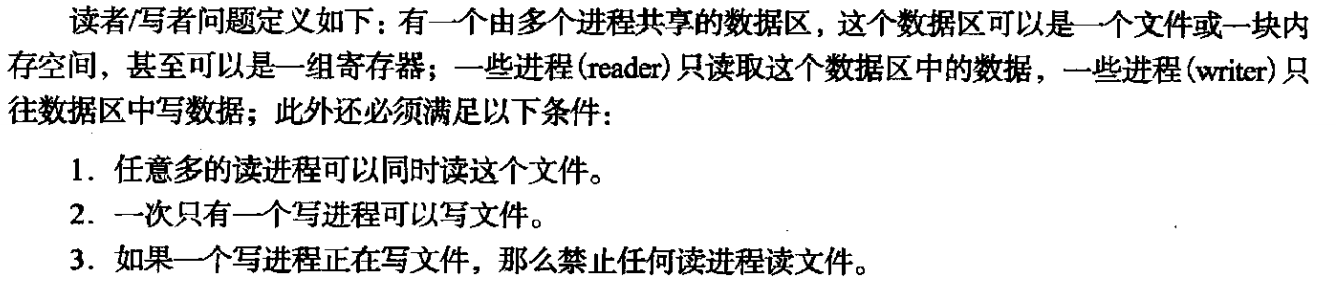 读者/写者问题定义如下：有一个由多个进程共享的数据区，这个数据区可以是一个文件或一块内
存空间，甚至可以是一组寄存器；一些进程(reader)只读取这个数据区中的数据，一些进程(writer)只
往数据区中写数据；此外还必须满足以下条件：
1．任意多的读进程可以同时读这个文件。
2．一次只有一个写进程可以写文件。
3．如果一个写进程正在写文件，那么禁止任何读进程读文件。